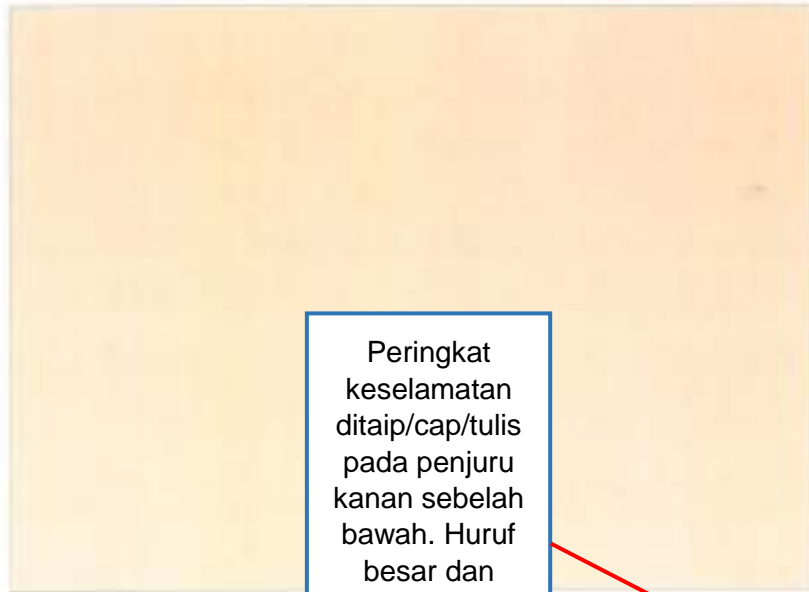 Peringkat
keselamatan
ditaip/cap/tulis
pada penjuru
kanan sebelah
bawah. Huruf
besar dan